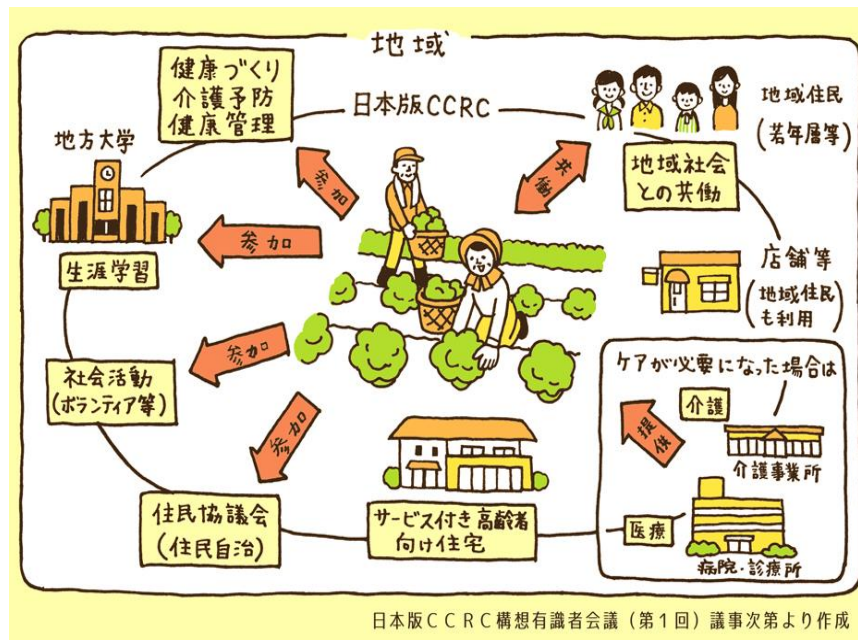 地域
日本版CCRC
健康づくり
介護予防
健康管理
地方大学
生涯学習
社会活動
(ボランティア等)
住民協議会
(住民自治)
サービス付き高齢者
向け住宅
参加
参加
参加
参加
共働
地域住民
(若年層等)
地域社会
との共働
店舗等
(地域住民
も利用)
ケアが必要になった場合は
介護
提供
介護事業所
医療
病院・診療所
日本版CCRC構想有識者会議(第1回)議事次第より作成